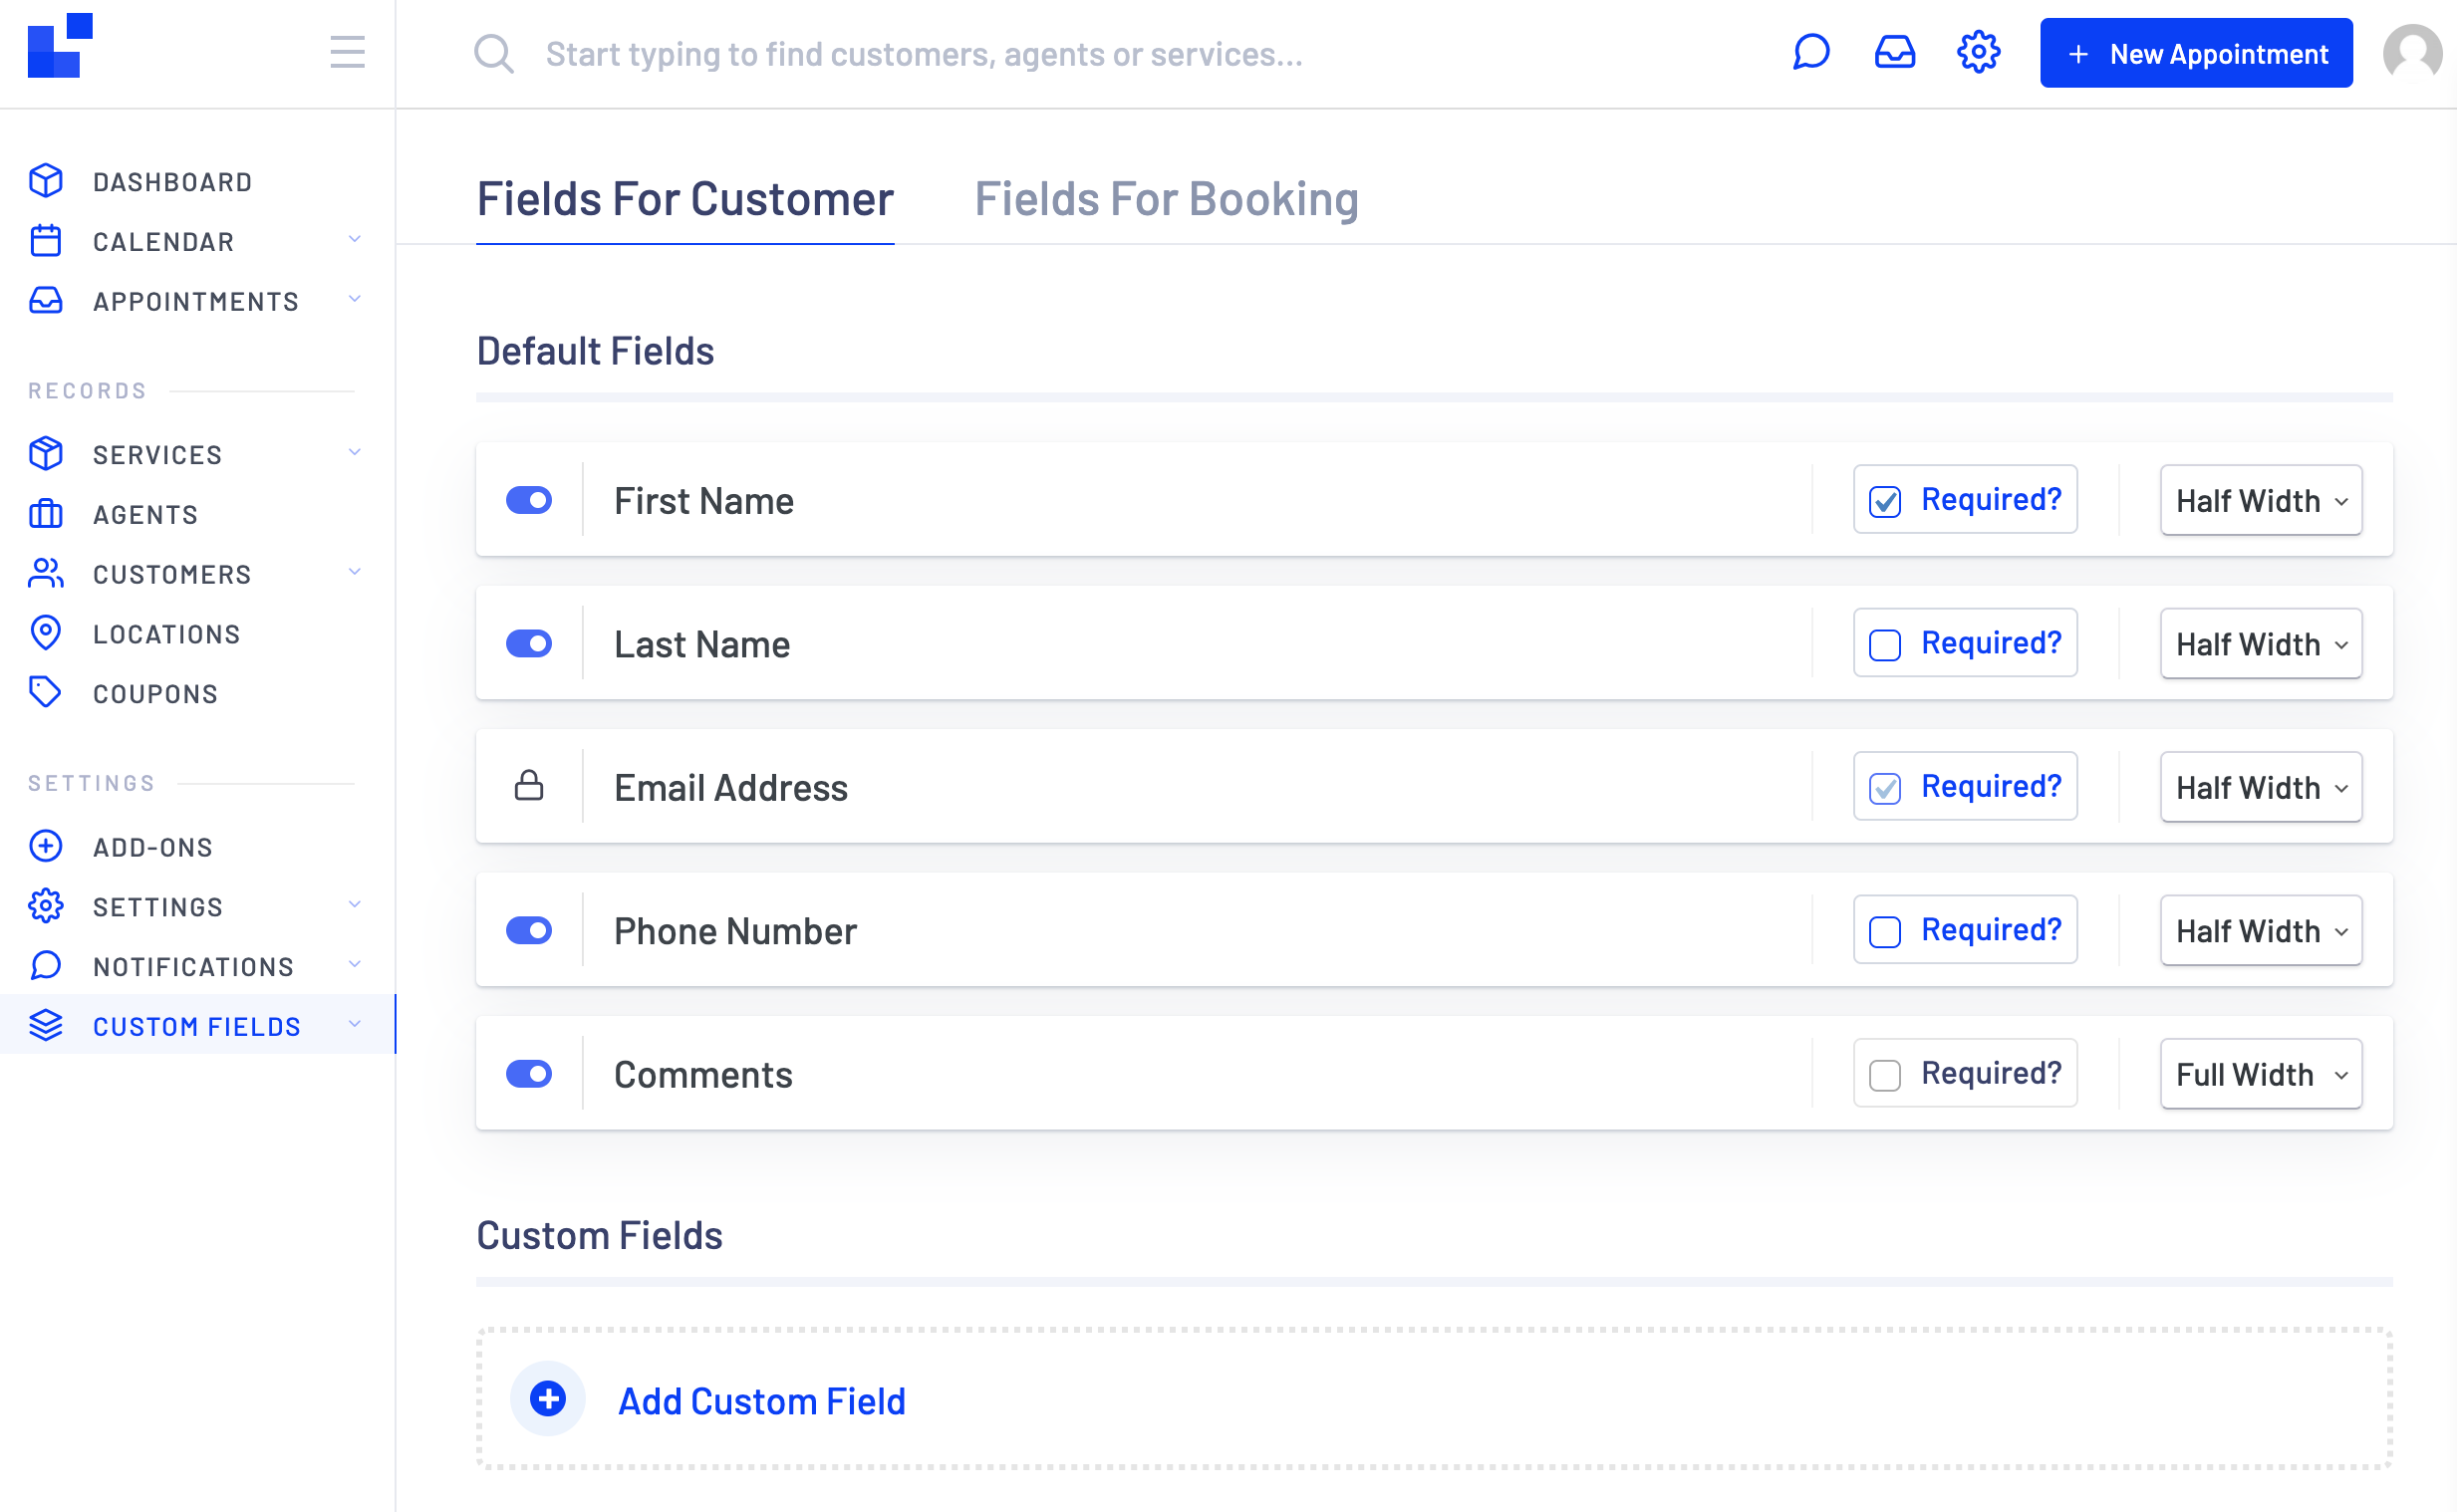 Start typing to find customers, agents or services...
New Appointment
DASHBOARD
CALENDAR
APPOINTMENTS
RECORDS
SERVICES
AGENTS
CUSTOMERS
LOCATIONS
COUPONS
SETTINGS
ADD-ONS
SETTINGS
NOTIFICATIONS
CUSTOM FIELDS
Fields For Customer
Fields For Booking
Default Fields
First Name
Required?
Half Width
Last Name
Required?
Half Width
Email Address
Required?
Half Width
Phone Number
Required?
Half Width
Comments
Required?
Full Width
Custom Fields
Add Custom Field